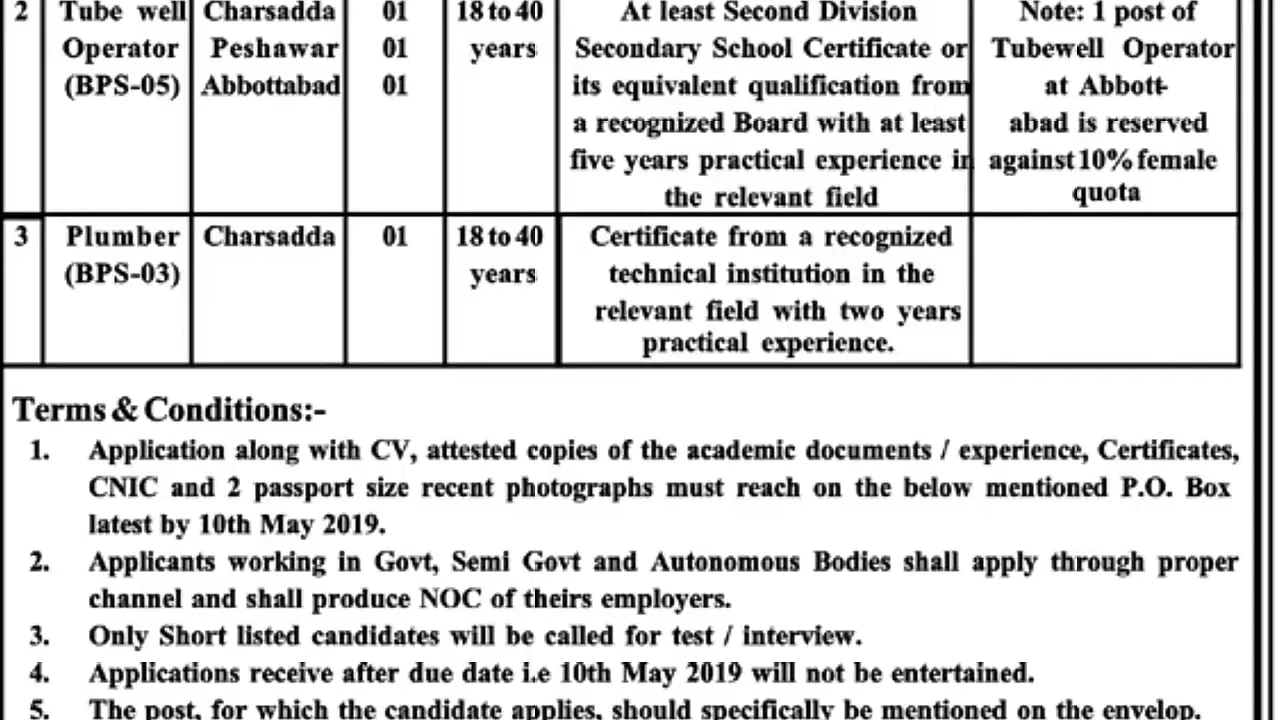 2 Tube well Charsadda 01 18 to 40 At least Second Division Note: 1 post of
Operator Peshawar 01 years Secondary School Certificate or Tubewell Operator
(BPS-05) Abbottabad 01 its equivalent qualification from at Abbott-
a recognized Board with at least abad is reserved
five years practical experience in against 10% female
the relevant field quota
3 Plumber Charsadda 01 18 to 40 Certificate from a recognized
(BPS-03) years technical institution in the
relevant field with two years
practical experience.
Terms & Conditions:-
1. Application along with CV, attested copies of the academic documents / experience, Certificates,
CNIC and 2 passport size recent photographs must reach on the below mentioned P.O. Box
latest by 10th May 2019.
2. Applicants working in Govt, Semi Govt and Autonomous Bodies shall apply through proper
channel and shall produce NOC of theirs employers.
3. Only Short listed candidates will be called for test / interview.
4. Applications receive after due date i.e 10th May 2019 will not be entertained.
5. The post, for which the candidate applies, should specifically be mentioned on the envelop.